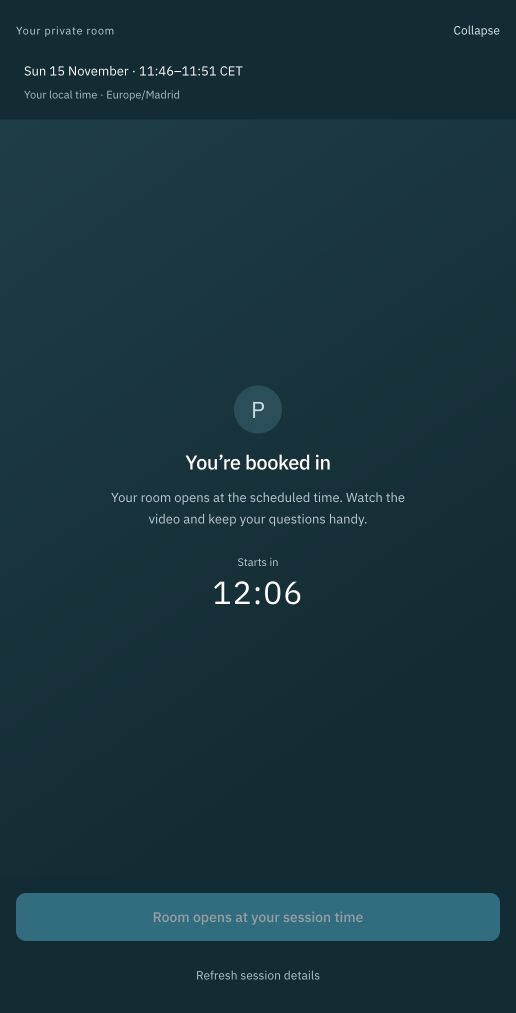 Your private room
Collapse
Sun 15 November · 11:46–11:51 CET
Your local time · Europe/Madrid
P
You’re booked in
Your room opens at the scheduled time. Watch the
video and keep your questions handy.
Starts in
12:06
Room opens at your session time
Refresh session details